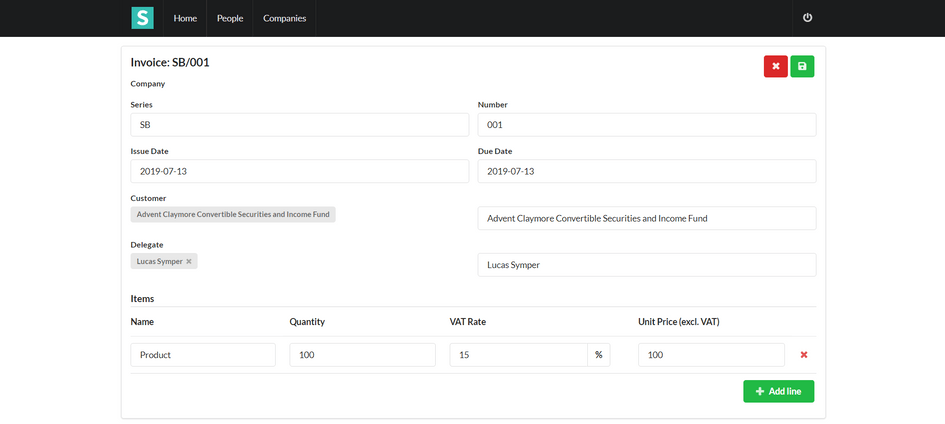 S Home People Companies
Invoice: SB/001
Company
Series Number
SB 001
Issue Date Due Date
2019-07-13 2019-07-13
Customer
Advent Claymore Convertible Securities and Income Fund Advent Claymore Convertible Securities and Income Fund
Delegate
Lucas Symper Lucas Symper
Items
Name Quantity VAT Rate Unit Price (excl. VAT)
Product 100 15 % 100
Add line